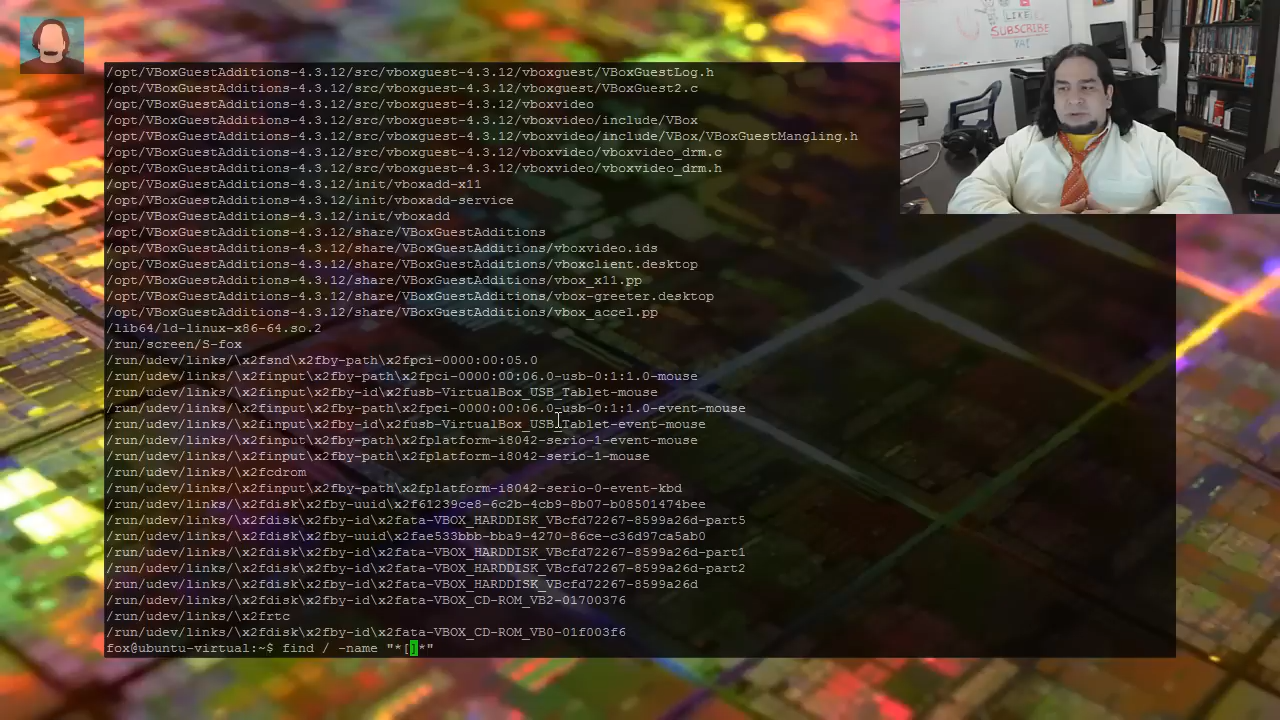 LIKE
SUBSCRIBE
YA!
/opt/VBoxGuestAdditions-4.3.12/src/vboxguest-4.3.12/vboxguest/VBoxGuestLog.h
/opt/VBoxGuestAdditions-4.3.12/src/vboxguest-4.3.12/vboxguest/VBoxGuest2.c
/opt/VBoxGuestAdditions-4.3.12/src/vboxguest-4.3.12/vboxvideo
/opt/VBoxGuestAdditions-4.3.12/src/vboxguest-4.3.12/vboxvideo/include/VBox
/opt/VBoxGuestAdditions-4.3.12/src/vboxguest-4.3.12/vboxvideo/include/VBox/VBoxGuestMangling.h
/opt/VBoxGuestAdditions-4.3.12/src/vboxguest-4.3.12/vboxvideo/vboxvideo_drm.c
/opt/VBoxGuestAdditions-4.3.12/src/vboxguest-4.3.12/vboxvideo/vboxvideo_drm.h
/opt/VBoxGuestAdditions-4.3.12/init/vboxadd-x11
/opt/VBoxGuestAdditions-4.3.12/init/vboxadd-service
/opt/VBoxGuestAdditions-4.3.12/init/vboxadd
/opt/VBoxGuestAdditions-4.3.12/share/VBoxGuestAdditions
/opt/VBoxGuestAdditions-4.3.12/share/VBoxGuestAdditions/vboxvideo.ids
/opt/VBoxGuestAdditions-4.3.12/share/VBoxGuestAdditions/vboxclient.desktop
/opt/VBoxGuestAdditions-4.3.12/share/VBoxGuestAdditions/vbox_x11.pp
/opt/VBoxGuestAdditions-4.3.12/share/VBoxGuestAdditions/vbox-greeter.desktop
/opt/VBoxGuestAdditions-4.3.12/share/VBoxGuestAdditions/vbox_accel.pp
/lib64/ld-linux-x86-64.so.2
/run/screen/S-fox
/run/udev/links/\x2fsnd\x2fby-path\x2fpci-0000:00:05.0
/run/udev/links/\x2finput\x2fby-path\x2fpci-0000:00:06.0-usb-0:1:1.0-mouse
/run/udev/links/\x2finput\x2fby-id\x2fusb-VirtualBox_USB_Tablet-mouse
/run/udev/links/\x2finput\x2fby-path\x2fpci-0000:00:06.0-usb-0:1:1.0-event-mouse
/run/udev/links/\x2finput\x2fby-id\x2fusb-VirtualBox_USB_Tablet-event-mouse
/run/udev/links/\x2finput\x2fby-path\x2fplatform-i8042-serio-1-event-mouse
/run/udev/links/\x2finput\x2fby-path\x2fplatform-i8042-serio-1-mouse
/run/udev/links/\x2fcdrom
/run/udev/links/\x2finput\x2fby-path\x2fplatform-i8042-serio-0-event-kbd
/run/udev/links/\x2fdisk\x2fby-uuid\x2f61239ce8-6c2b-4cb9-8b07-b08501474bee
/run/udev/links/\x2fdisk\x2fby-id\x2fata-VBOX_HARDDISK_VBcfd72267-8599a26d-part5
/run/udev/links/\x2fdisk\x2fby-uuid\x2fae533bbb-bba9-4270-86ce-c36d97ca5ab0
/run/udev/links/\x2fdisk\x2fby-id\x2fata-VBOX_HARDDISK_VBcfd72267-8599a26d-part1
/run/udev/links/\x2fdisk\x2fby-id\x2fata-VBOX_HARDDISK_VBcfd72267-8599a26d-part2
/run/udev/links/\x2fdisk\x2fby-id\x2fata-VBOX_HARDDISK_VBcfd72267-8599a26d
/run/udev/links/\x2fdisk\x2fby-id\x2fata-VBOX_CD-ROM_VB2-01700376
/run/udev/links/\x2frtc
/run/udev/links/\x2fdisk\x2fby-id\x2fata-VBOX_CD-ROM_VB0-01f003f6
fox@ubuntu-virtual:~$ find / -name "*[]*"